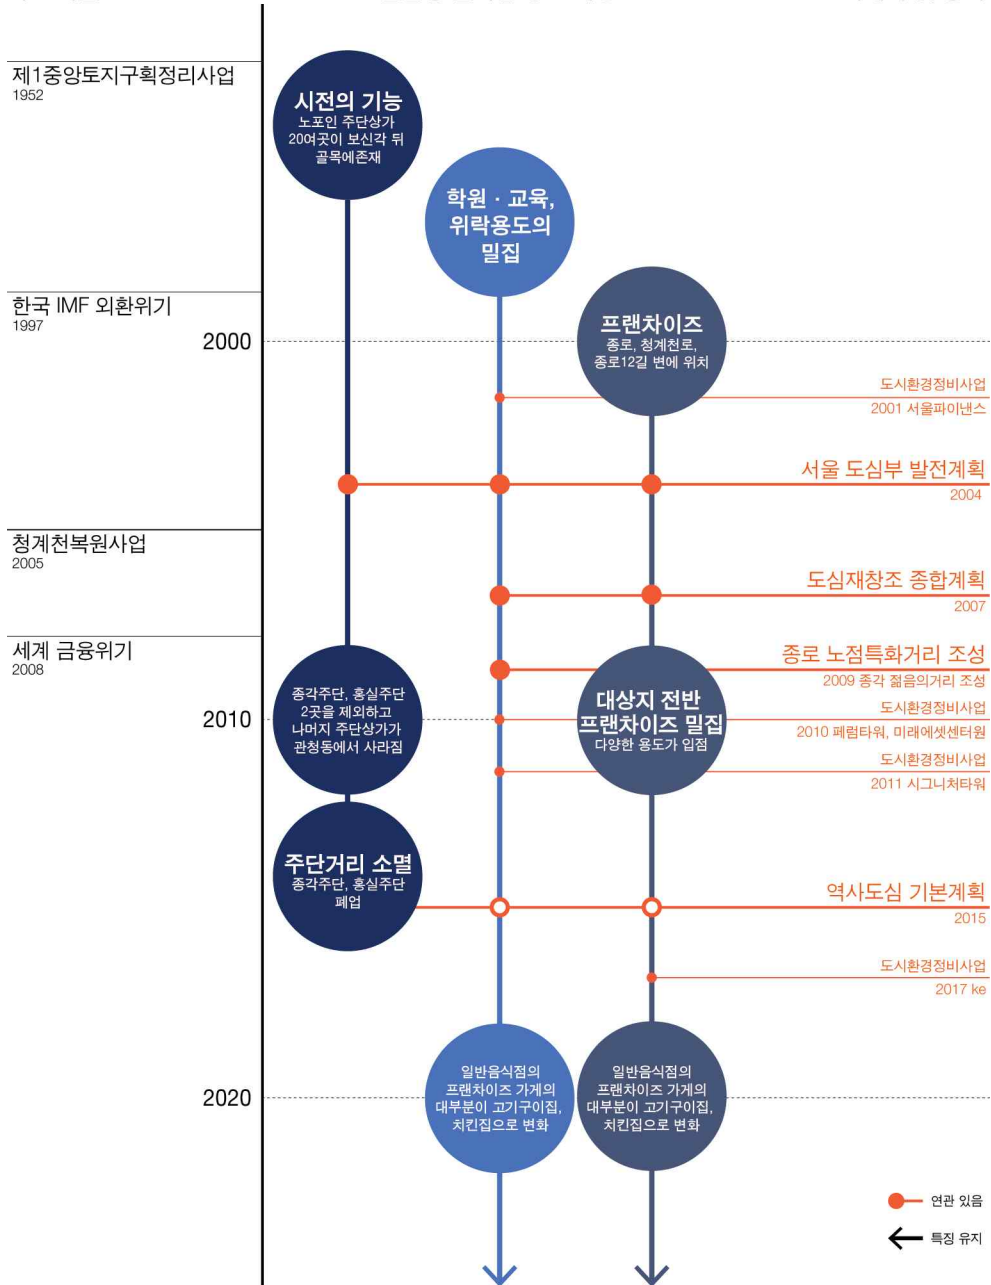 제1중앙토지구획정리사업
1952
시전의 기능
노포인 주단상가
20여곳이 보신각 뒤
골목에존재
학원 · 교육,
위락용도의
밀집
한국 IMF 외환위기
1997
2000
프랜차이즈
종로, 청계천로,
종로12길 변에 위치
도시환경정비사업
2001 서울파이낸스
서울 도심부 발전계획
2004
청계천복원사업
2005
도심재창조 종합계획
2007
세계 금융위기
2008
종로 노점특화거리 조성
2009 종각 젊음의거리 조성
2010
종각주단, 홍실주단
2곳을 제외하고
나머지 주단상가가
관청동에서 사라짐
대상지 전반
프랜차이즈 밀집
다양한 용도가 입점
도시환경정비사업
2010 페럼타워, 미래에셋센터원
도시환경정비사업
2011 시그니처타워
주단거리 소멸
종각주단, 홍실주단
폐업
역사도심 기본계획
2015
도시환경정비사업
2017 ke
2020
일반음식점의
프랜차이즈 가게의
대부분이 고기구이집,
치킨집으로 변화
일반음식점의
프랜차이즈 가게의
대부분이 고기구이집,
치킨집으로 변화
연관 있음
특징 유지